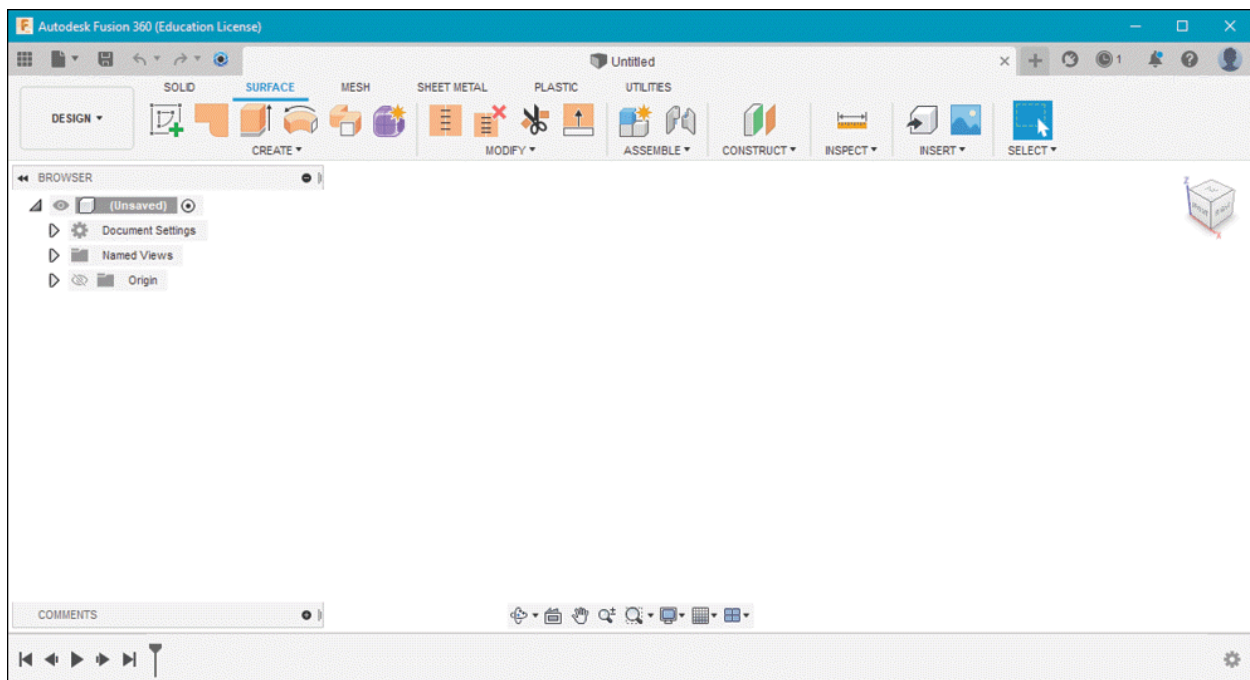 Autodesk Fusion 360 (Education License)
Untitled
1
SOLID SURFACE MESH SHEET METAL PLASTIC UTILITIES
DESIGN
CREATE MODIFY ASSEMBLE CONSTRUCT INSPECT INSERT SELECT
BROWSER
(Unsaved)
Document Settings
Named Views
Origin
Z
X
COMMENTS